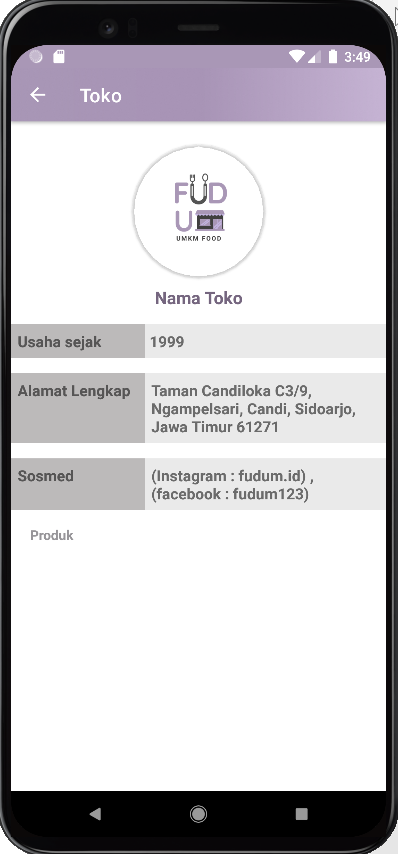 3:49
Toko
FUD
U
UMKM FOOD
Nama Toko
Usaha sejak 1999
Alamat Lengkap Taman Candiloka C3/9,
Ngampelsari, Candi, Sidoarjo,
Jawa Timur 61271
Sosmed (Instagram : fudum.id) ,
(facebook : fudum123)
Produk